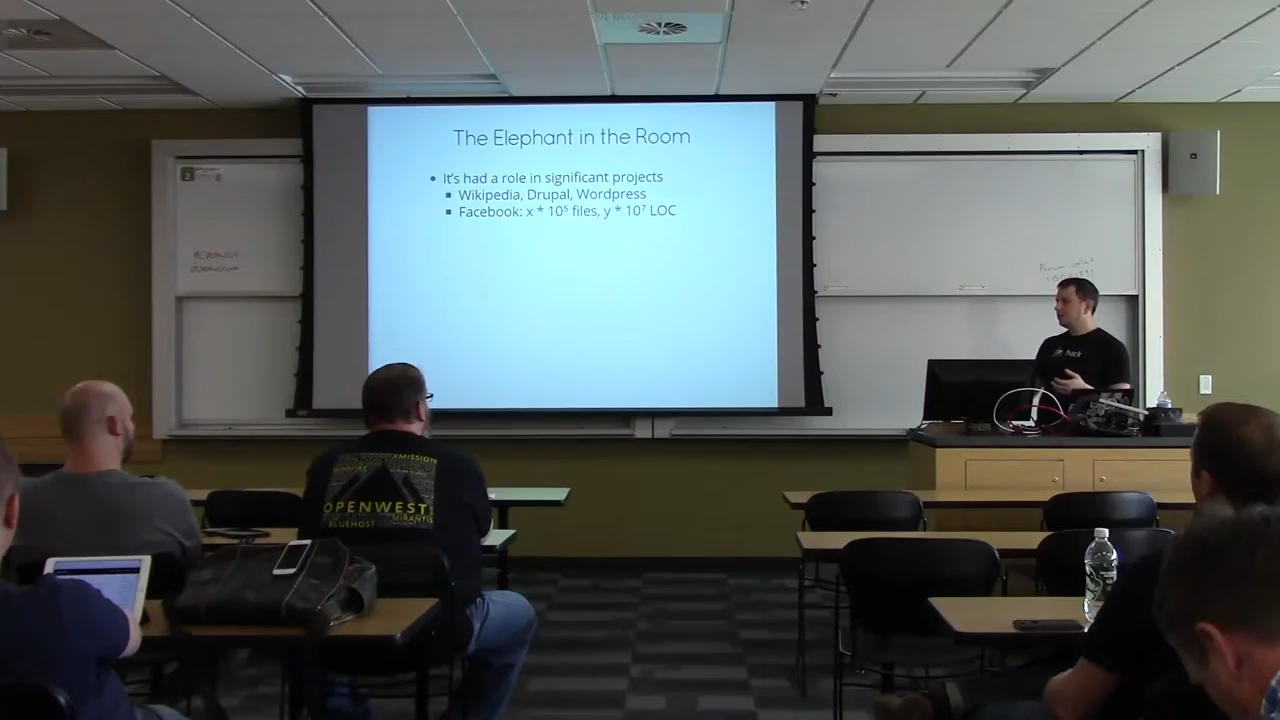 The Elephant in the Room
• It's had a role in significant projects
▪ Wikipedia, Drupal, Wordpress
▪ Facebook: x * 10⁵ files, y * 10⁷ LOC
hack
XMISSION
OPENWEST
BLUEHOST
MIRANTIS